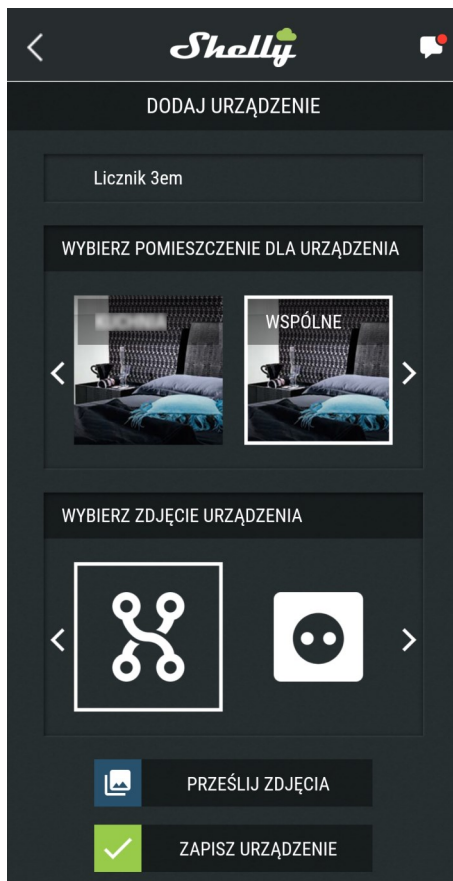 Shelly
DODAJ URZĄDZENIE
Licznik 3em
WYBIERZ POMIESZCZENIE DLA URZĄDZENIA
WSPÓLNE
WYBIERZ ZDJĘCIE URZĄDZENIA
PRZEŚLIJ ZDJĘCIA
ZAPISZ URZĄDZENIE